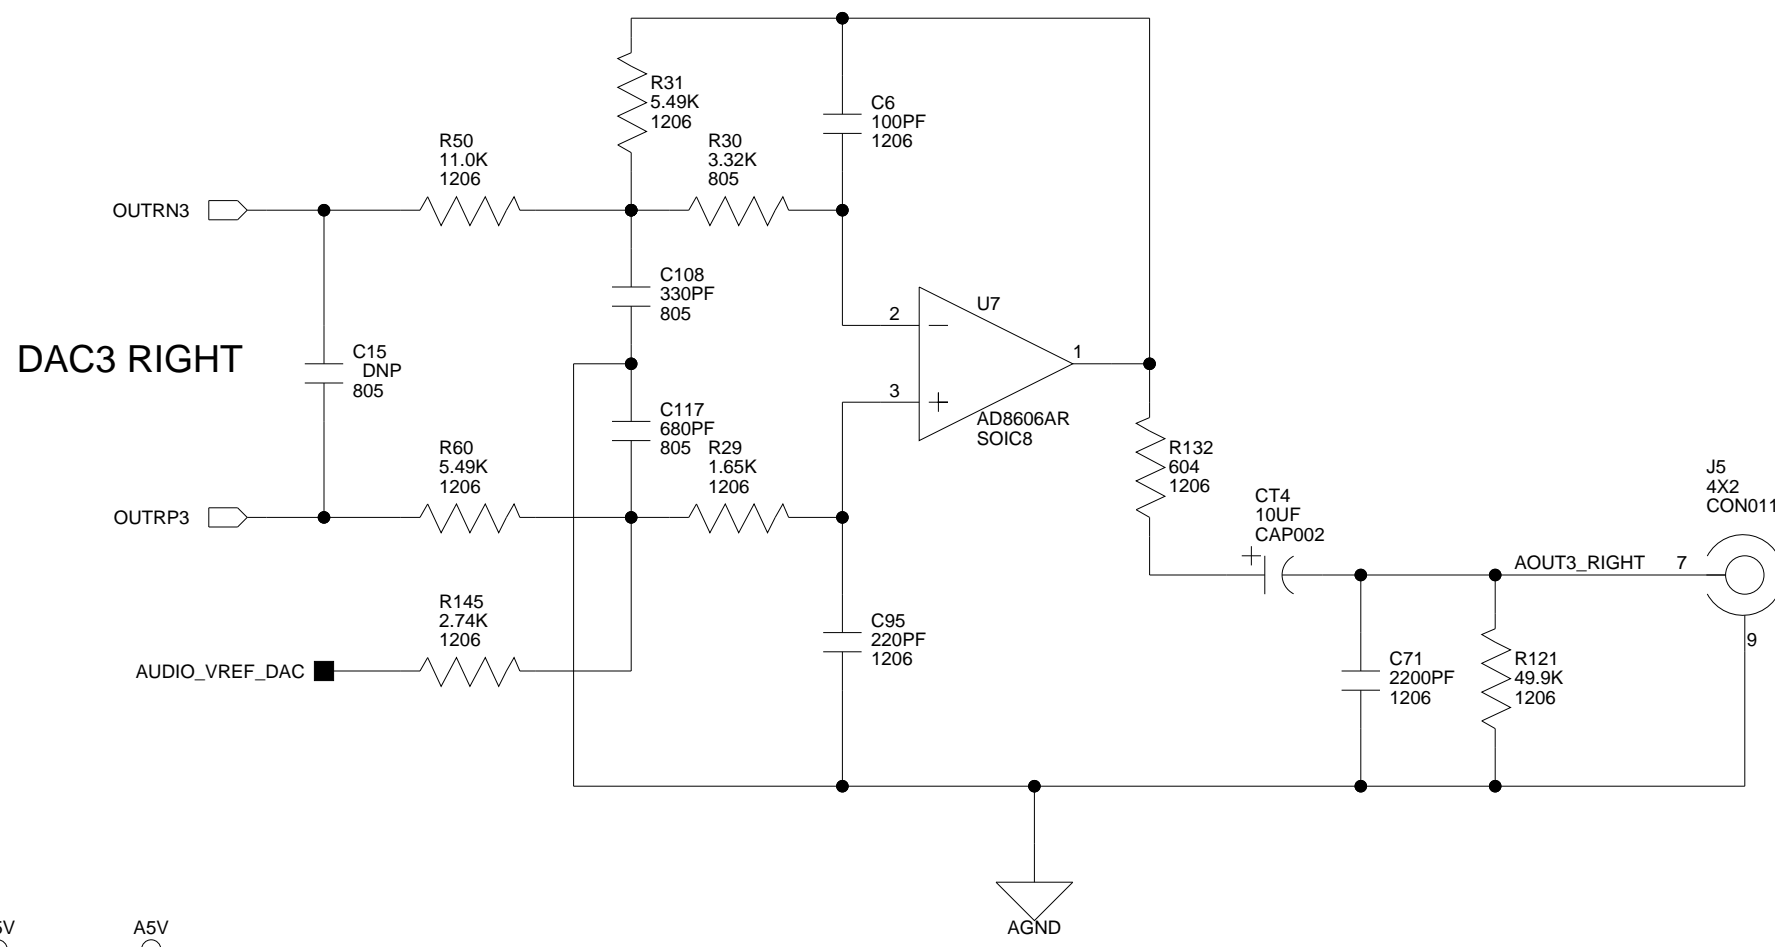 R31
5.49K
1206
C6
100PF
1206
R50
11.0K
1206
R30
3.32K
805
OUTRN3
C108
330PF
805
2
U7
DAC3 RIGHT
C15
DNP
805
1
3
AD8606AR
SOIC8
C117
680PF
805
R60
5.49K
1206
R29
1.65K
1206
R132
604
1206
OUTRP3
CT4
10UF
CAP002
J5
4X2
CON011
AOUT3_RIGHT
7
R145
2.74K
1206
AUDIO_VREF_DAC
C95
220PF
1206
C71
2200PF
1206
R121
49.9K
1206
9
AGND
A5V